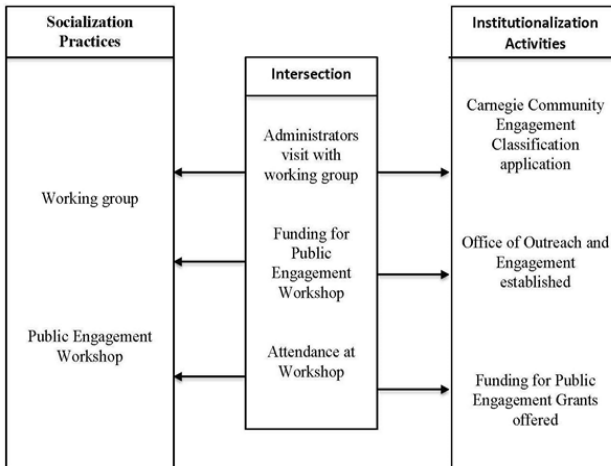 Socialization
Practices
Working group
Public Engagement
Workshop
Intersection
Administrators
visit with
working group
Funding for
Public
Engagement
Workshop
Attendance at
Workshop
Institutionalization
Activities
Carnegie Community
Engagement
Classification
application
Office of Outreach and
Engagement
established
Funding for Public
Engagement Grants
offered